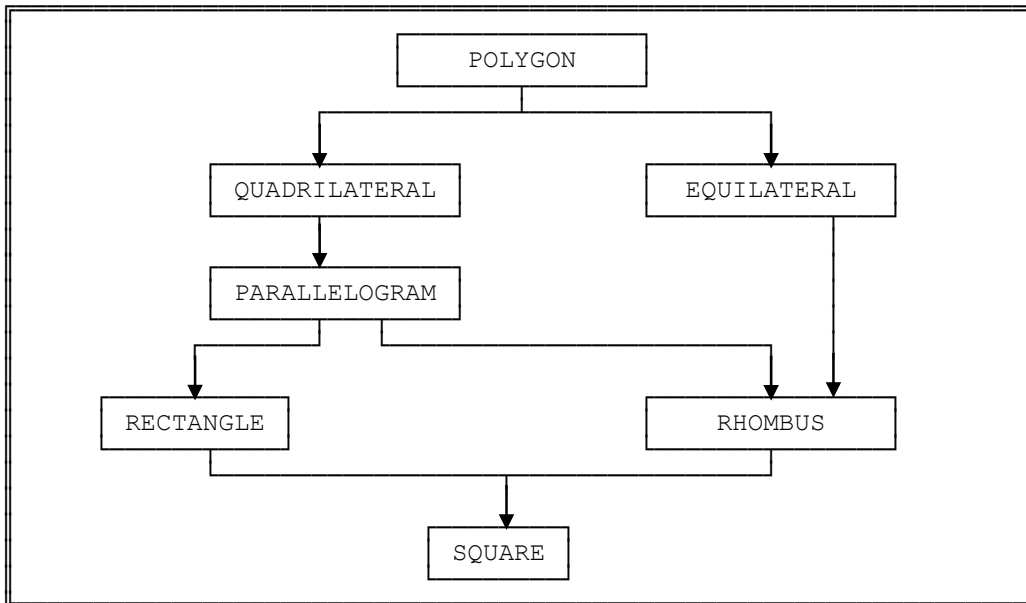 POLYGON
QUADRILATERAL
EQUILATERAL
PARALLELOGRAM
RECTANGLE
RHOMBUS
SQUARE